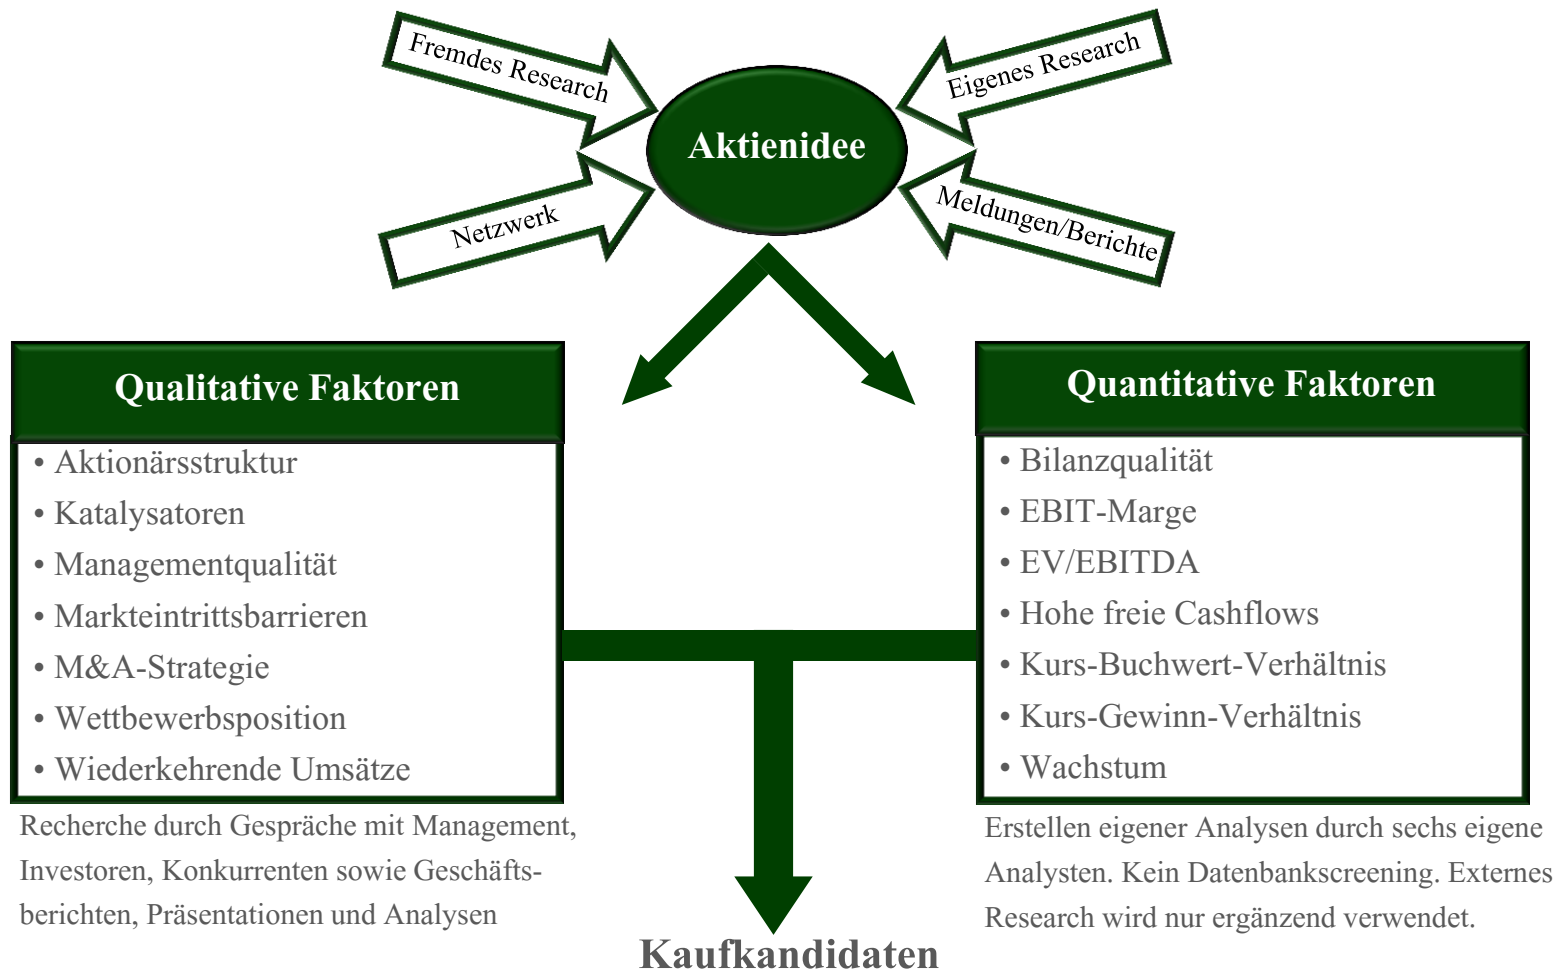 Fremdes Research
Eigenes Research
Aktienidee
Netzwerk
Meldungen/Berichte
Qualitative Faktoren
• Aktionärsstruktur
• Katalysatoren
• Managementqualität
• Markteintrittsbarrieren
• M&A-Strategie
• Wettbewerbsposition
• Wiederkehrende Umsätze
Recherche durch Gespräche mit Management,
Investoren, Konkurrenten sowie Geschäfts-
berichten, Präsentationen und Analysen
Quantitative Faktoren
• Bilanzqualität
• EBIT-Marge
• EV/EBITDA
• Hohe freie Cashflows
• Kurs-Buchwert-Verhältnis
• Kurs-Gewinn-Verhältnis
• Wachstum
Erstellen eigener Analysen durch sechs eigene
Analysten. Kein Datenbankscreening. Externes
Research wird nur ergänzend verwendet.
Kaufkandidaten